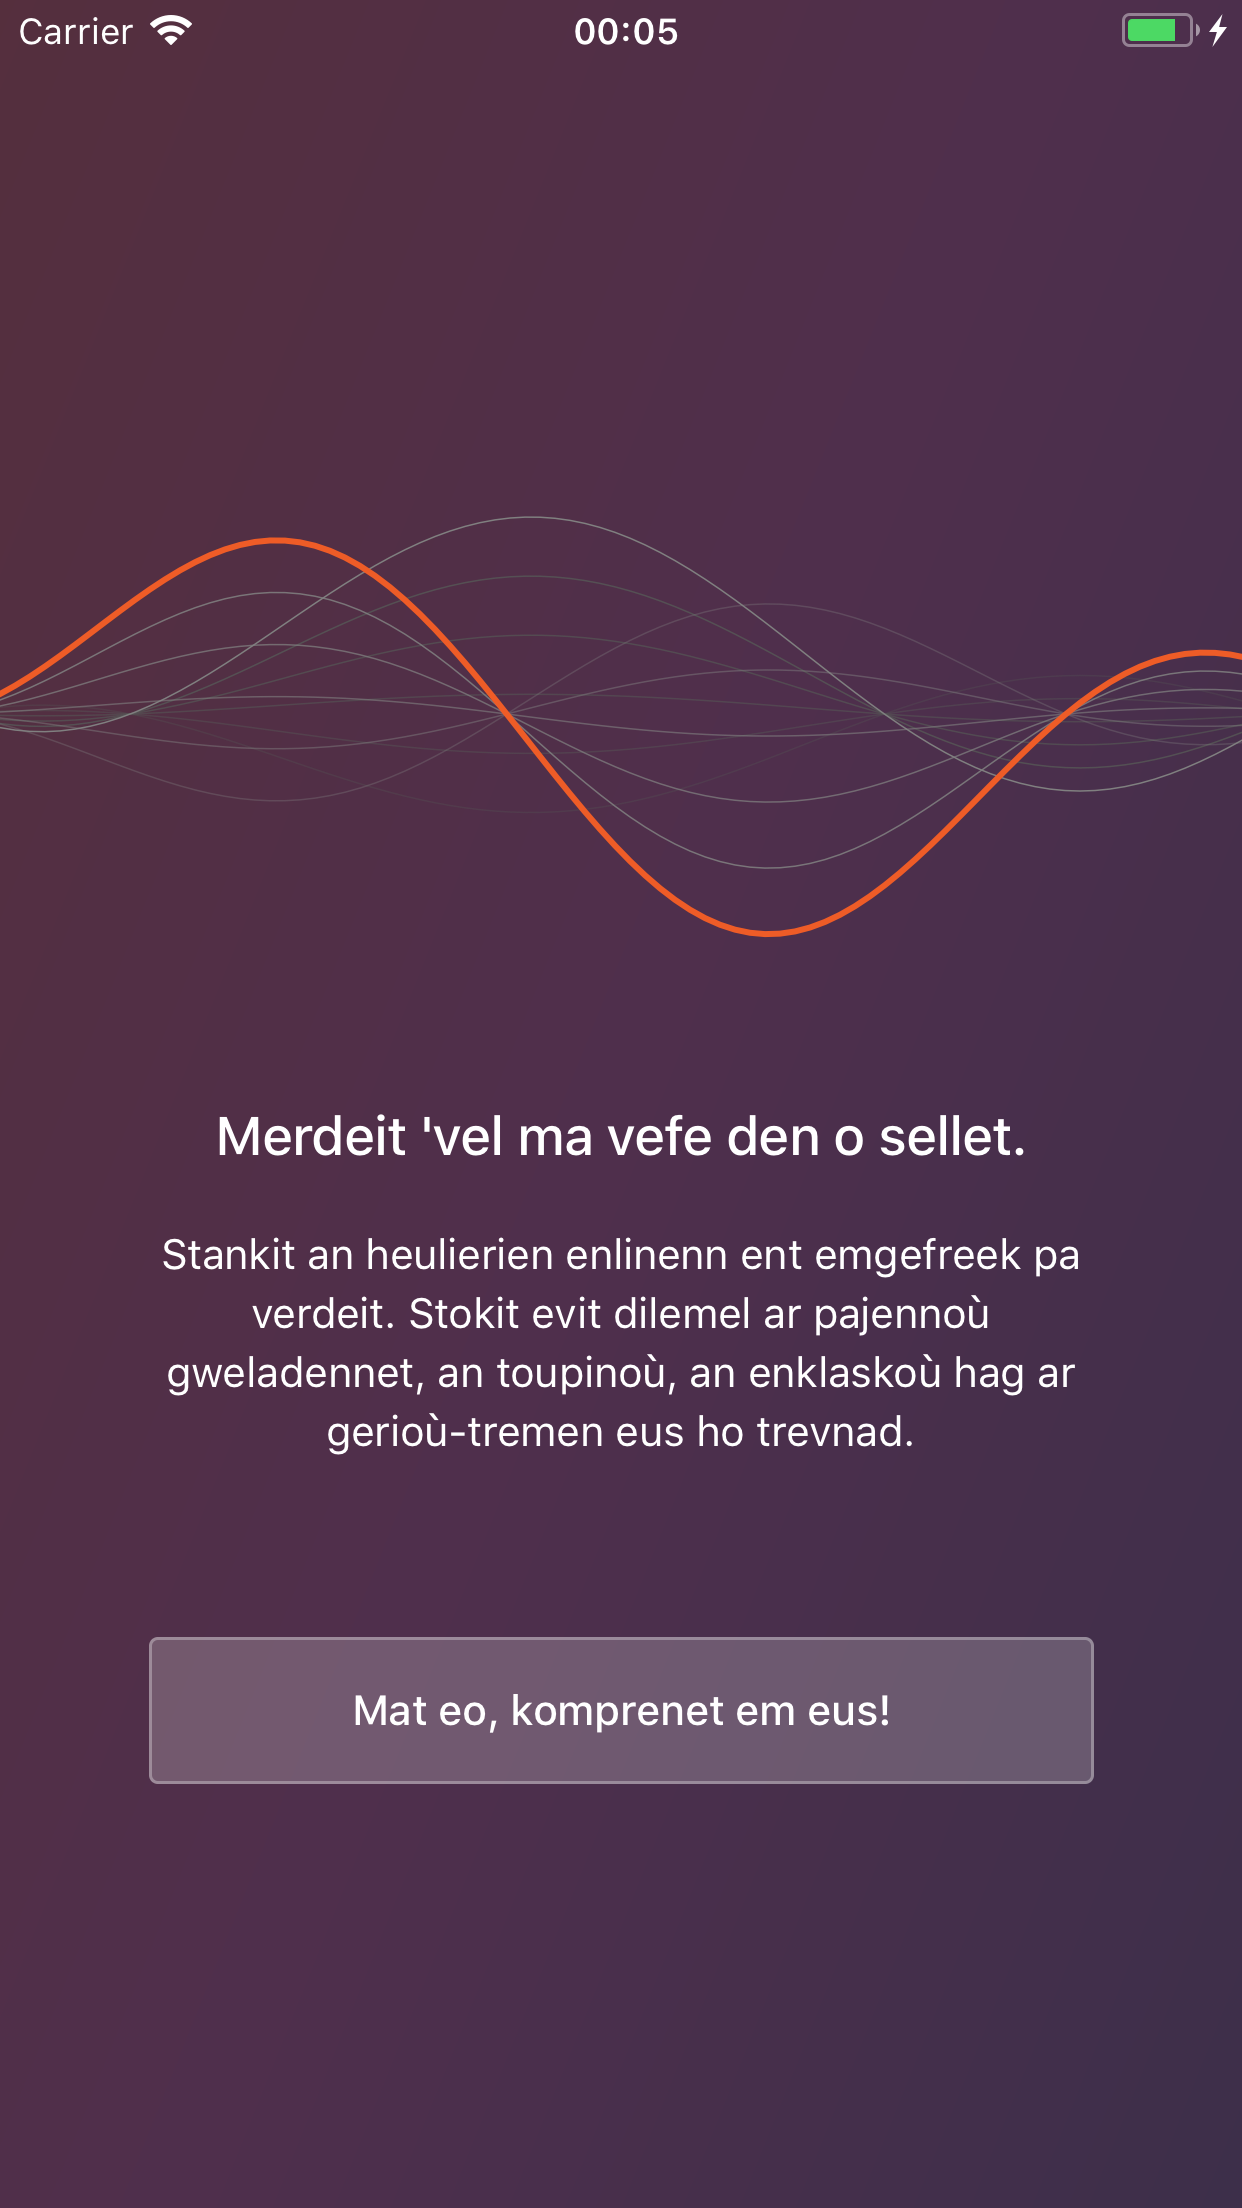 Carrier 00:05
Merdeit 'vel ma vefe den o sellet.
Stankit an heulierien enlinenn ent emgefreek pa
verdeit. Stokit evit dilemel ar pajennoù
gweladennet, an toupinoù, an enklaskoù hag ar
gerioù-tremen eus ho trevnad.
Mat eo, komprenet em eus!